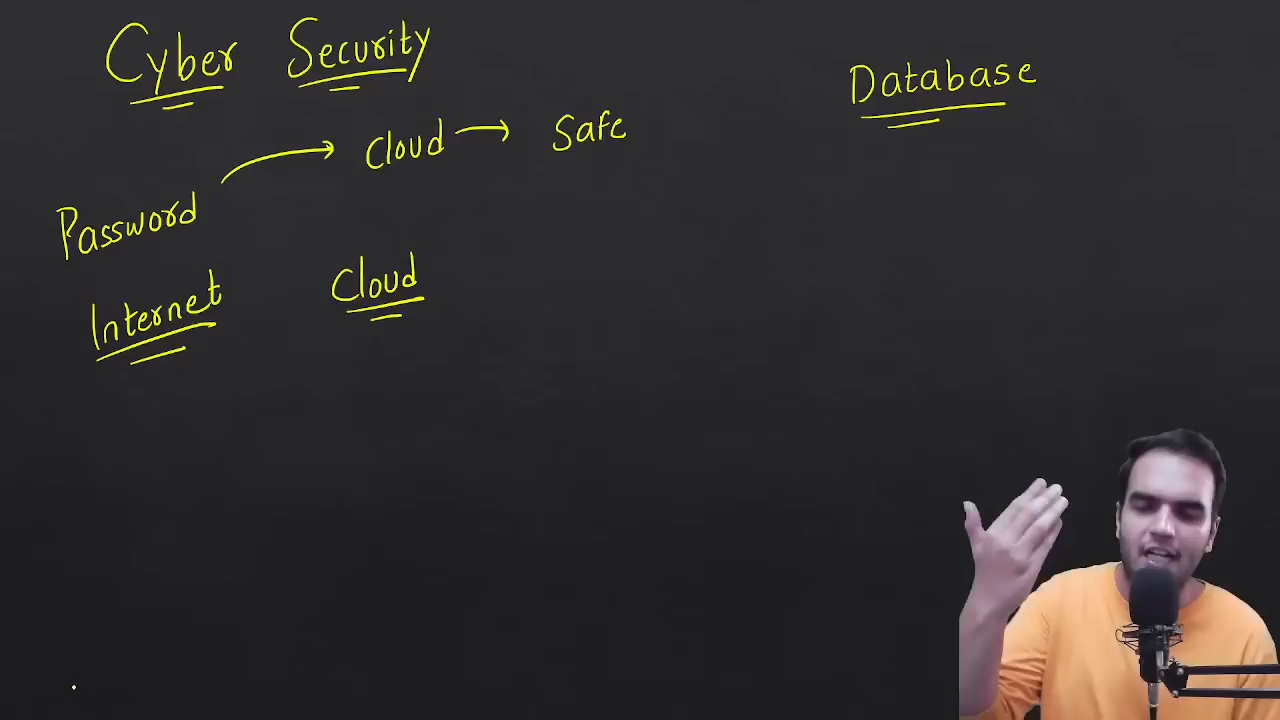 Cyber Security
Database
Password → Cloud → Safe
Internet Cloud